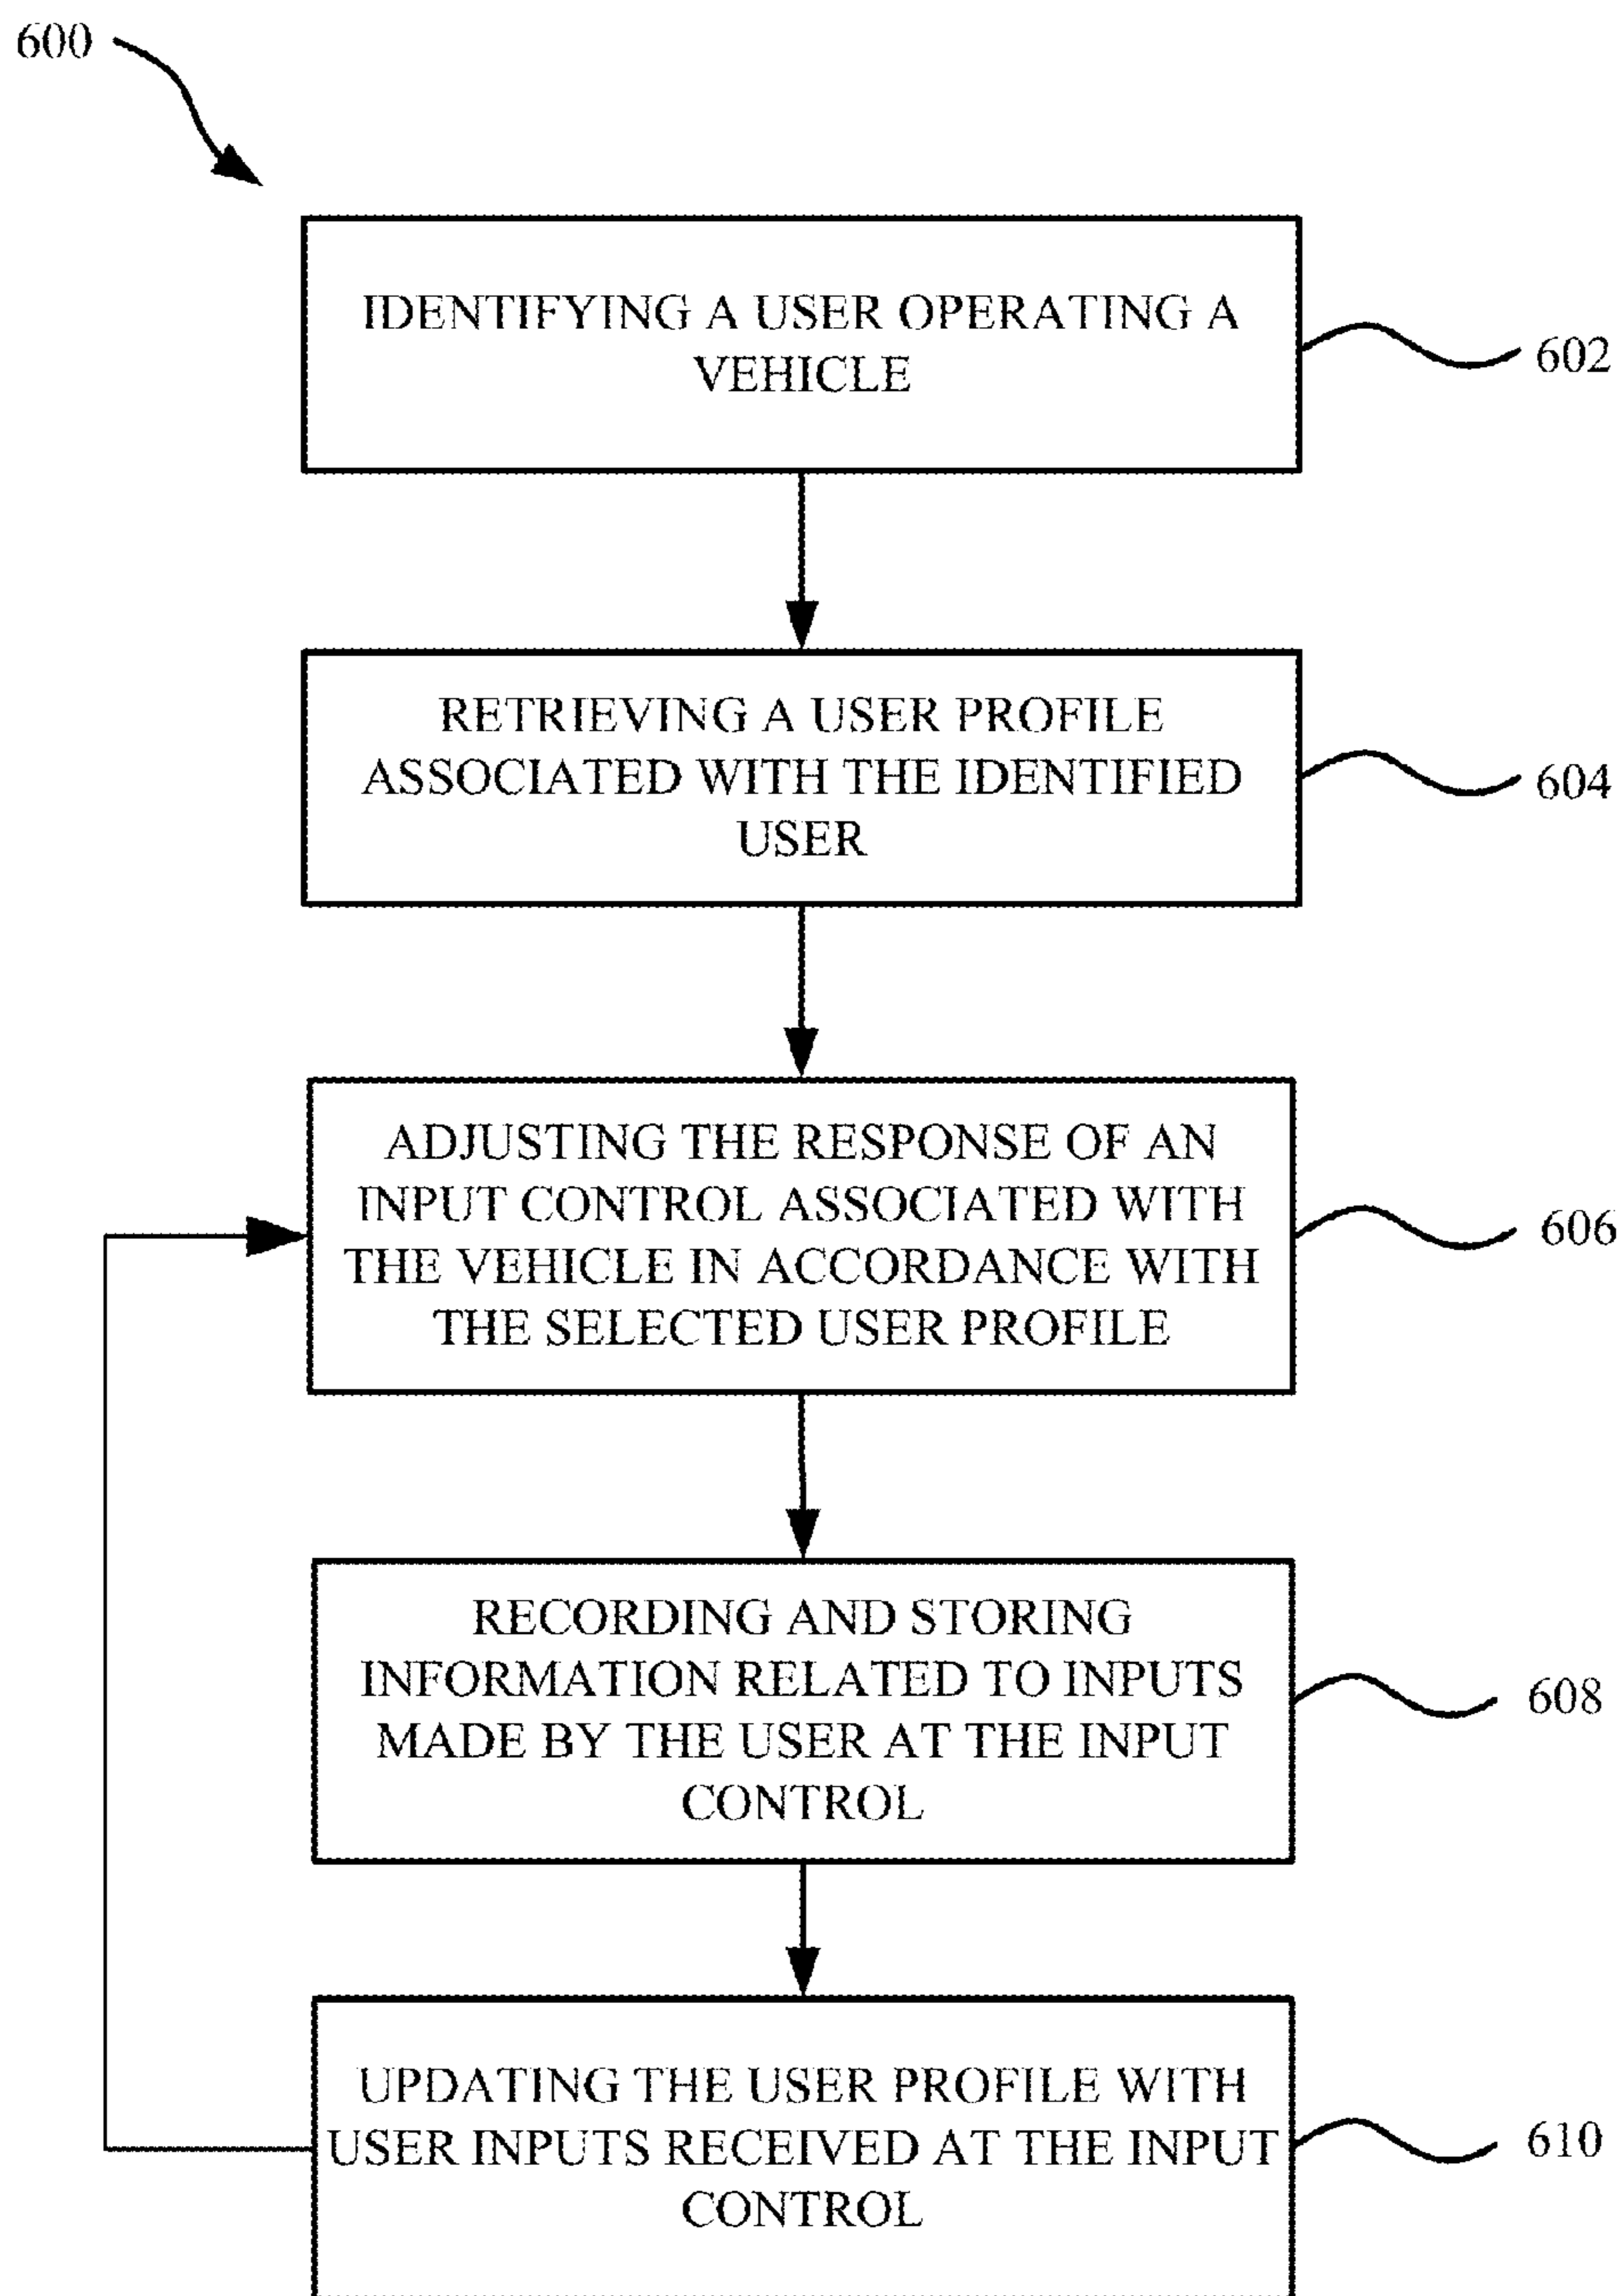 600
IDENTIFYING A USER OPERATING A
VEHICLE
602
RETRIEVING A USER PROFILE
ASSOCIATED WITH THE IDENTIFIED
USER
604
ADJUSTING THE RESPONSE OF AN
INPUT CONTROL ASSOCIATED WITH
THE VEHICLE IN ACCORDANCE WITH
THE SELECTED USER PROFILE
606
RECORDING AND STORING
INFORMATION RELATED TO INPUTS
MADE BY THE USER AT THE INPUT
CONTROL
608
UPDATING THE USER PROFILE WITH
USER INPUTS RECEIVED AT THE INPUT
CONTROL
610